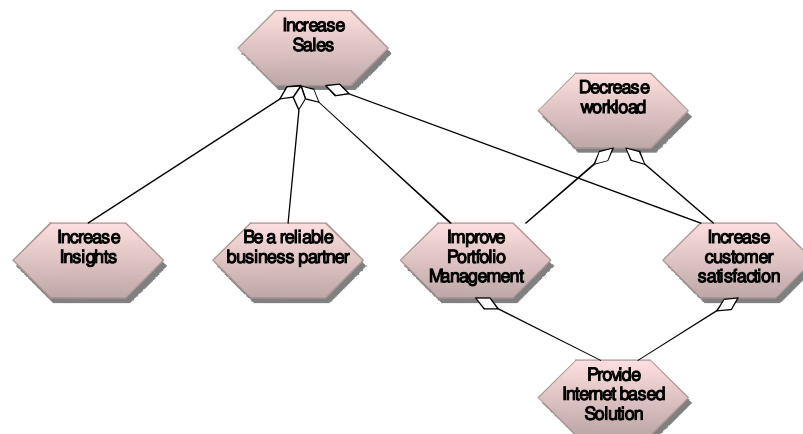 Increase
Sales
Decrease
workload
Increase
Insights
Be a reliable
business partner
Improve
Portfolio
Management
Increase
customer
satisfaction
Provide
Internet based
Solution